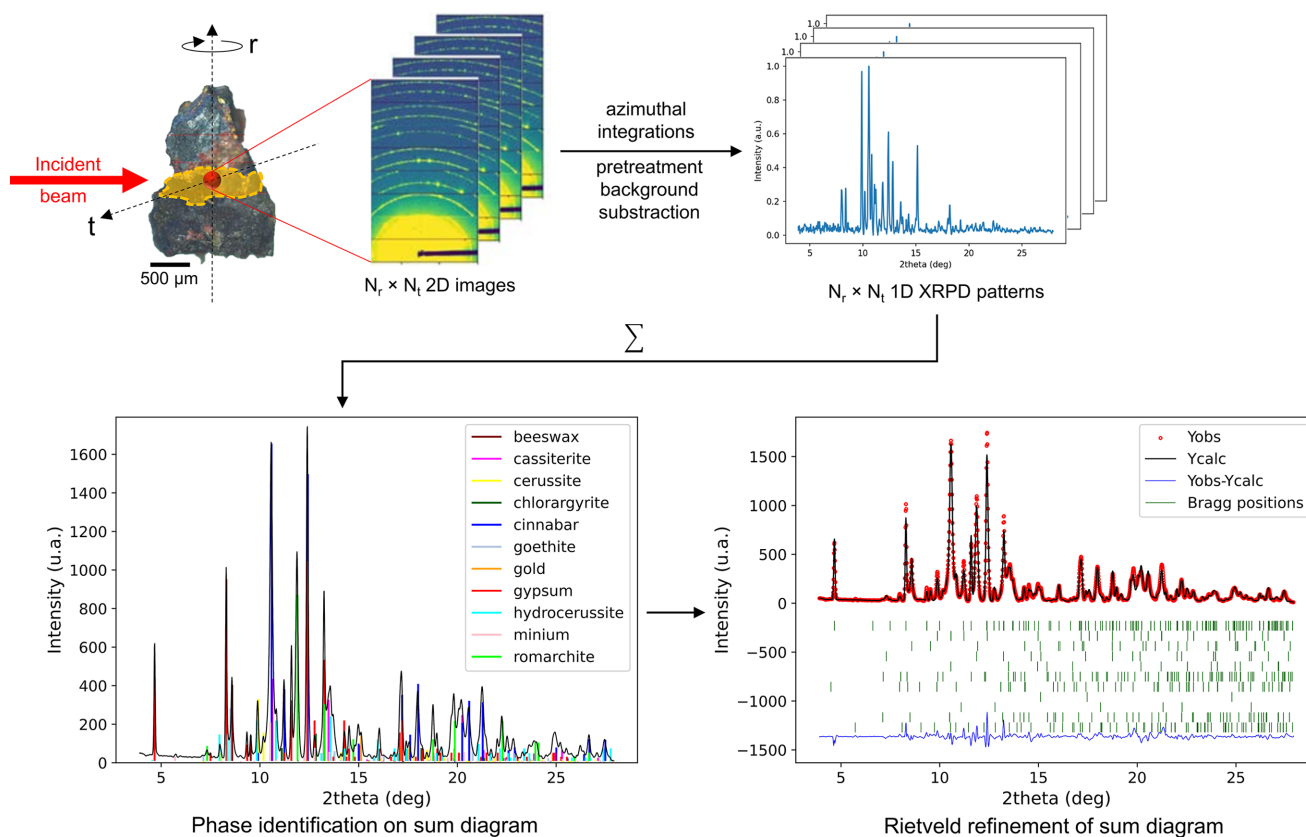 r
Incident
beam
t
500 µm
N_r × N_t 2D images
azimuthal
integrations
pretreatment
background
substraction
1.0
1.0
1.0
1.0
0.8
0.6
0.4
0.2
0.0
Intensity (a.u.)
5 10 15 20 25
2theta (deg)
N_r × N_t 1D XRPD patterns
∑
1600
1400
1200
1000
800
600
400
200
0
Intensity (u.a.)
beeswax
cassiterite
cerussite
chlorargyrite
cinnabar
goethite
gold
gypsum
hydrocerussite
minium
romarchite
5 10 15 20 25
2theta (deg)
Phase identification on sum diagram
1500
1000
500
0
−500
−1000
−1500
Intensity (u.a.)
Yobs
Ycalc
Yobs-Ycalc
Bragg positions
5 10 15 20 25
2theta (deg)
Rietveld refinement of sum diagram